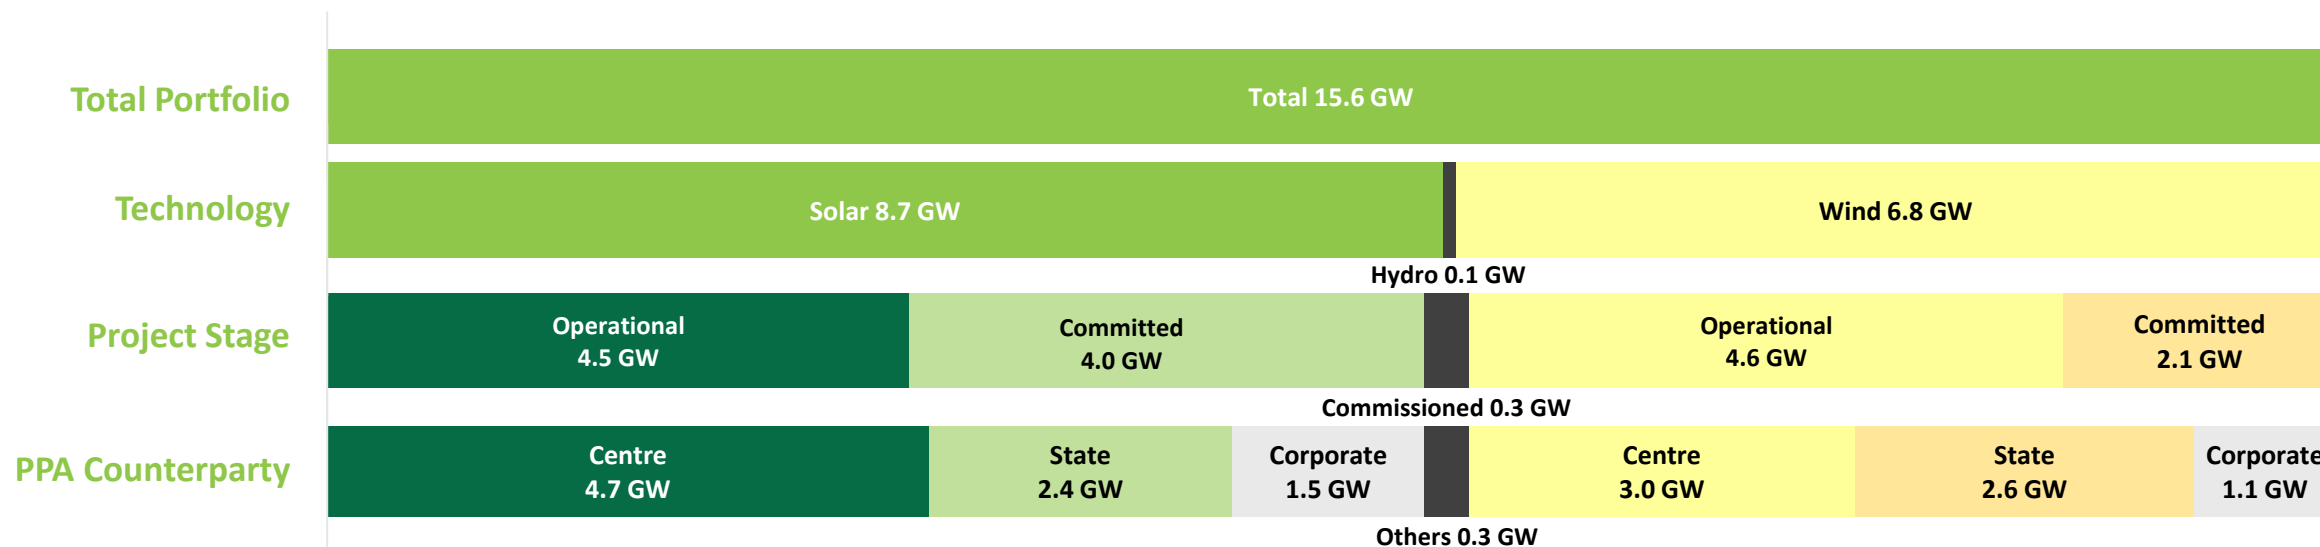 Total Portfolio
Total 15.6 GW
Technology
Solar 8.7 GW
Wind 6.8 GW
Hydro 0.1 GW
Project Stage
Operational
4.5 GW
Committed
4.0 GW
Operational
4.6 GW
Committed
2.1 GW
Commissioned 0.3 GW
PPA Counterparty
Centre
4.7 GW
State
2.4 GW
Corporate
1.5 GW
Centre
3.0 GW
State
2.6 GW
Corporate
1.1 GW
Others 0.3 GW